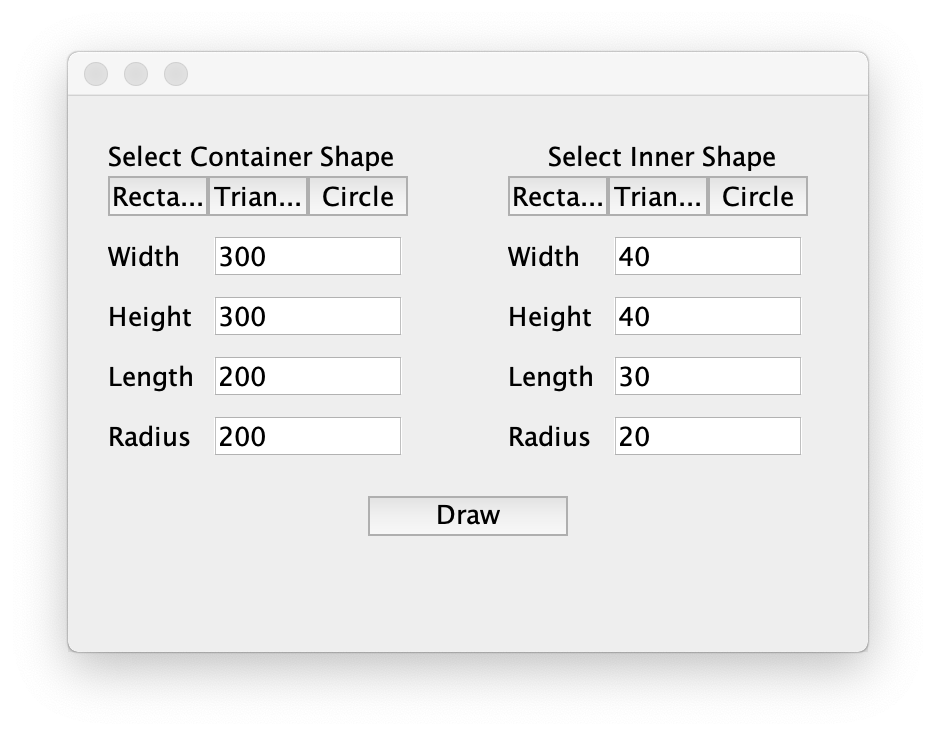 Select Container Shape
Recta... Trian... Circle
Width 300
Height 300
Length 200
Radius 200
Select Inner Shape
Recta... Trian... Circle
Width 40
Height 40
Length 30
Radius 20
Draw